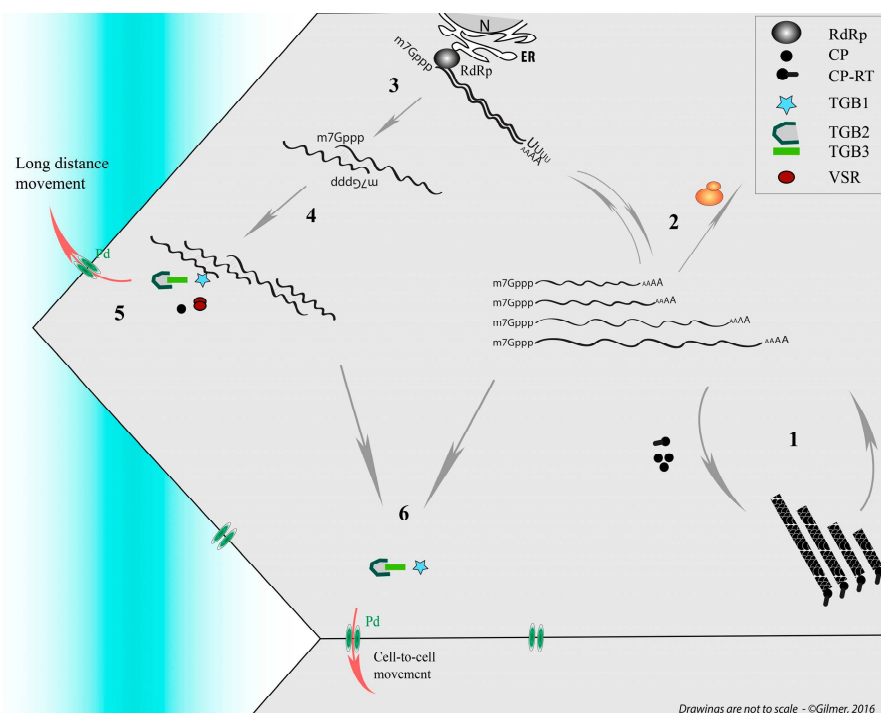 N
m7Gppp
ER
RdRp
3
UUUUU
AAAA
m7Gppp
m7Gppp
4
Long distance
movement
Pd
5
2
m7Gppp AAAA
m7Gppp AAAA
m7Gppp AAAA
m7Gppp AAAA
1
6
Pd
Cell-to-cell
movement
RdRp
CP
CP-RT
TGB1
TGB2
TGB3
VSR
Drawings are not to scale - ©Gilmer, 2016